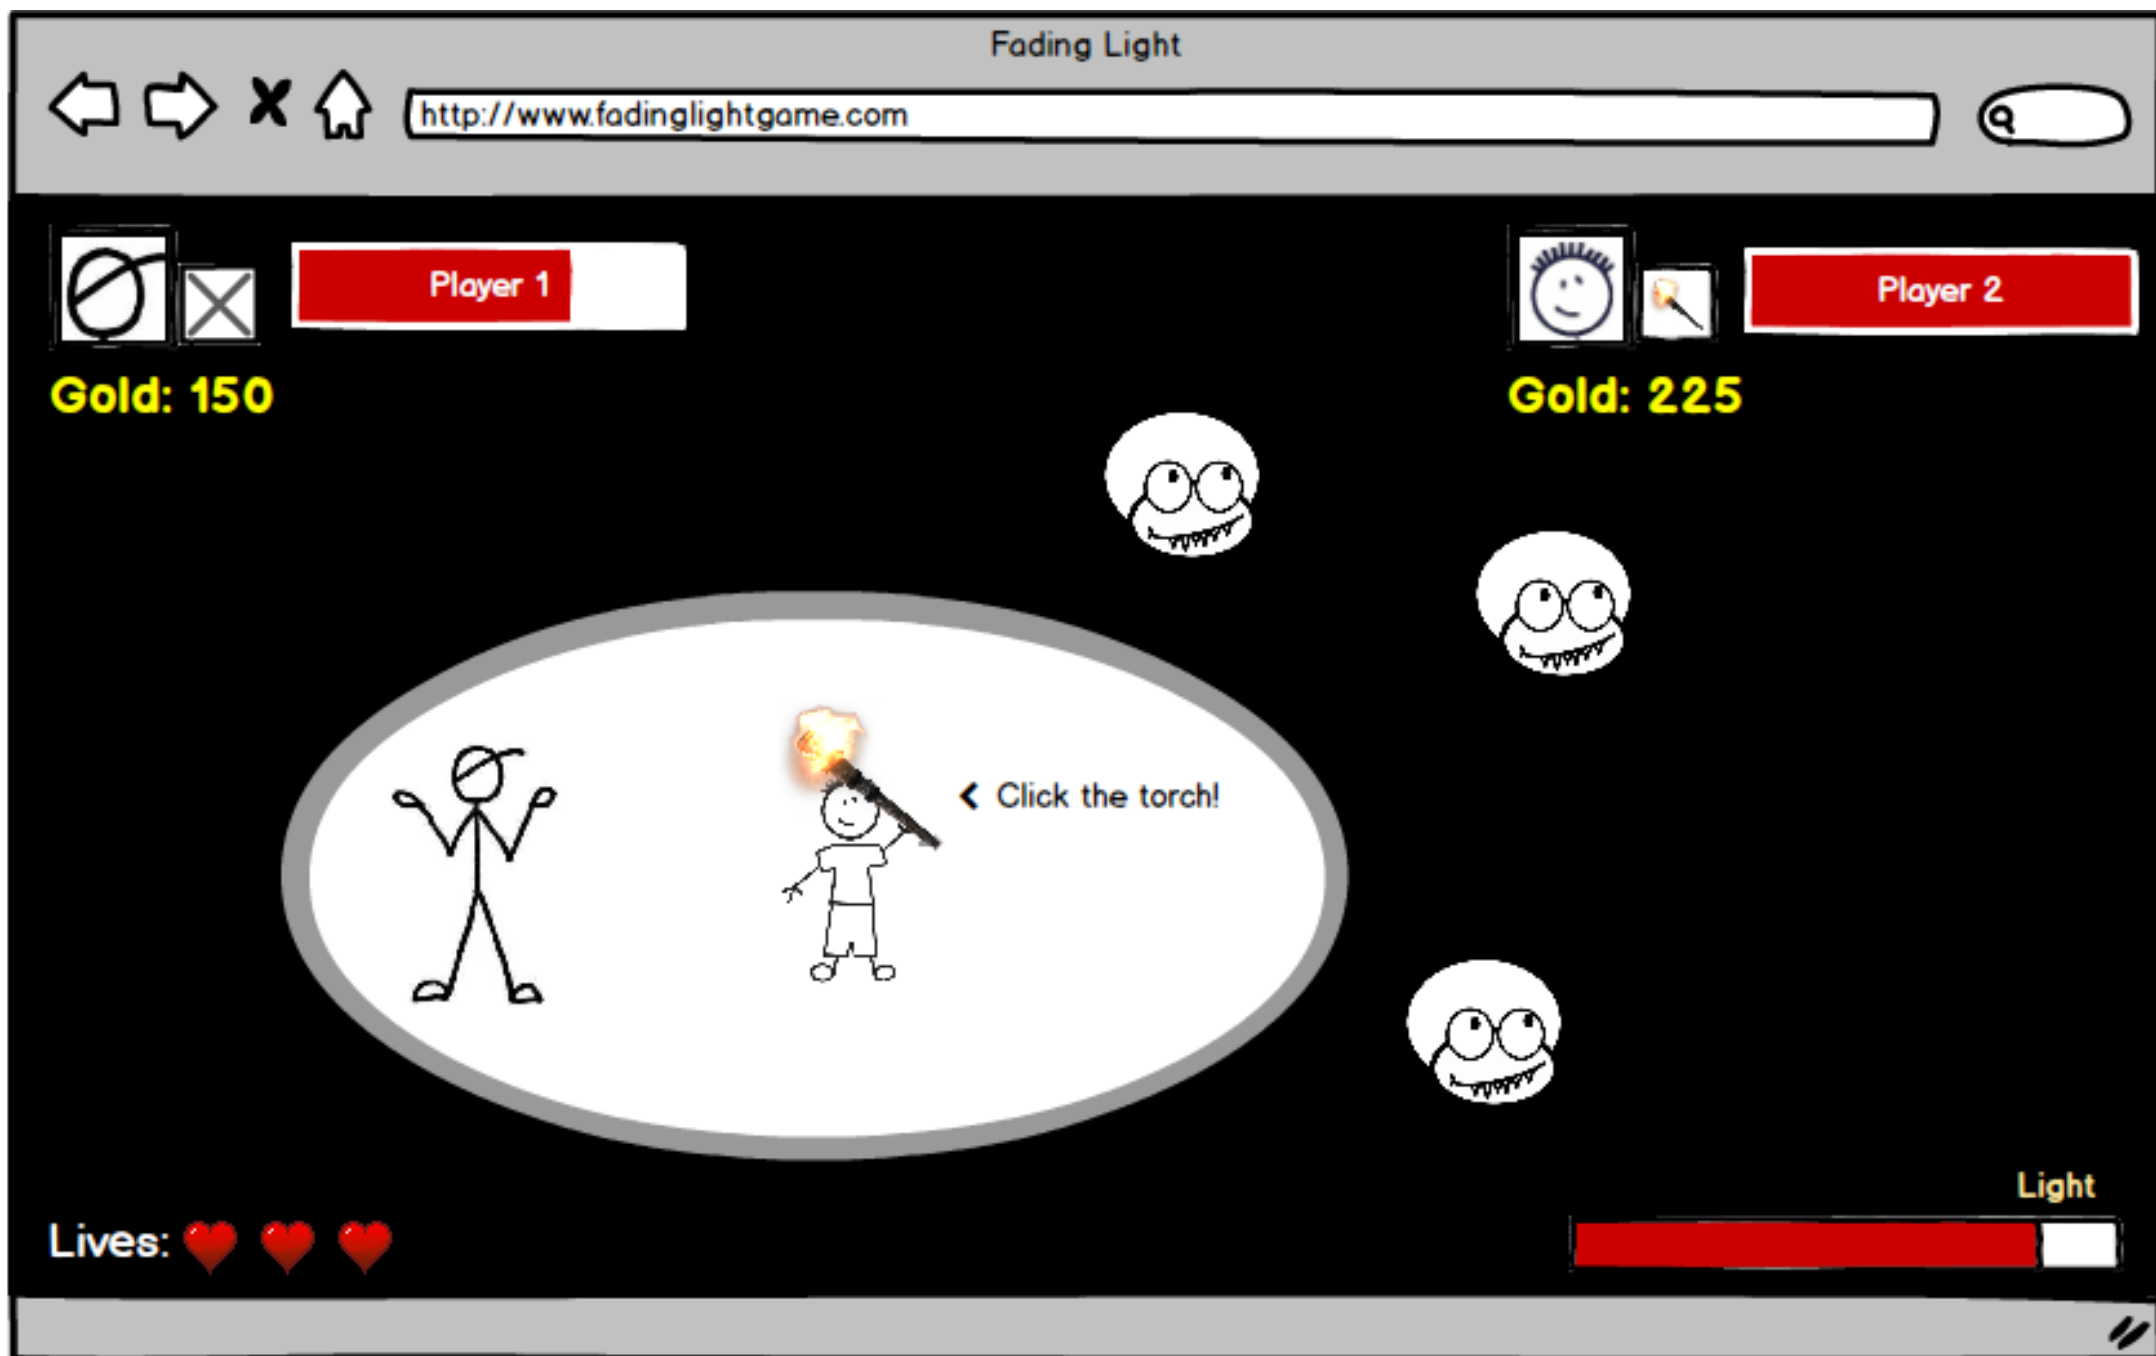 Fading Light
http://www.fadinglightgame.com
Player 1
Player 2
Gold: 150
Gold: 225
< Click the torch!
Light
Lives: